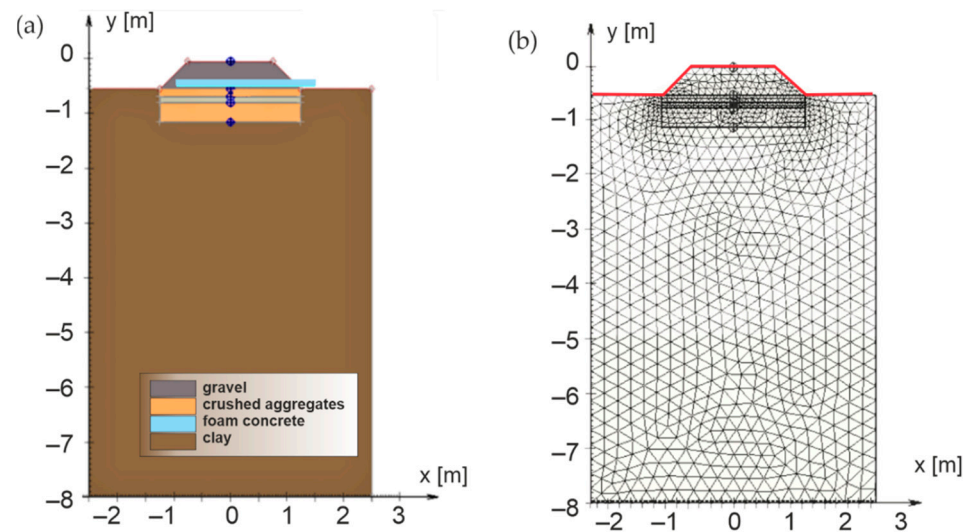 (a)
y [m]
0
–1
–2
–3
–4
–5
–6
–7
–8
gravel
crushed aggregates
foam concrete
clay
x [m]
–2 –1 0 1 2 3
(b)
y [m]
0
–1
–2
–3
–4
–5
–6
–7
–8
x [m]
–2 –1 0 1 2 3